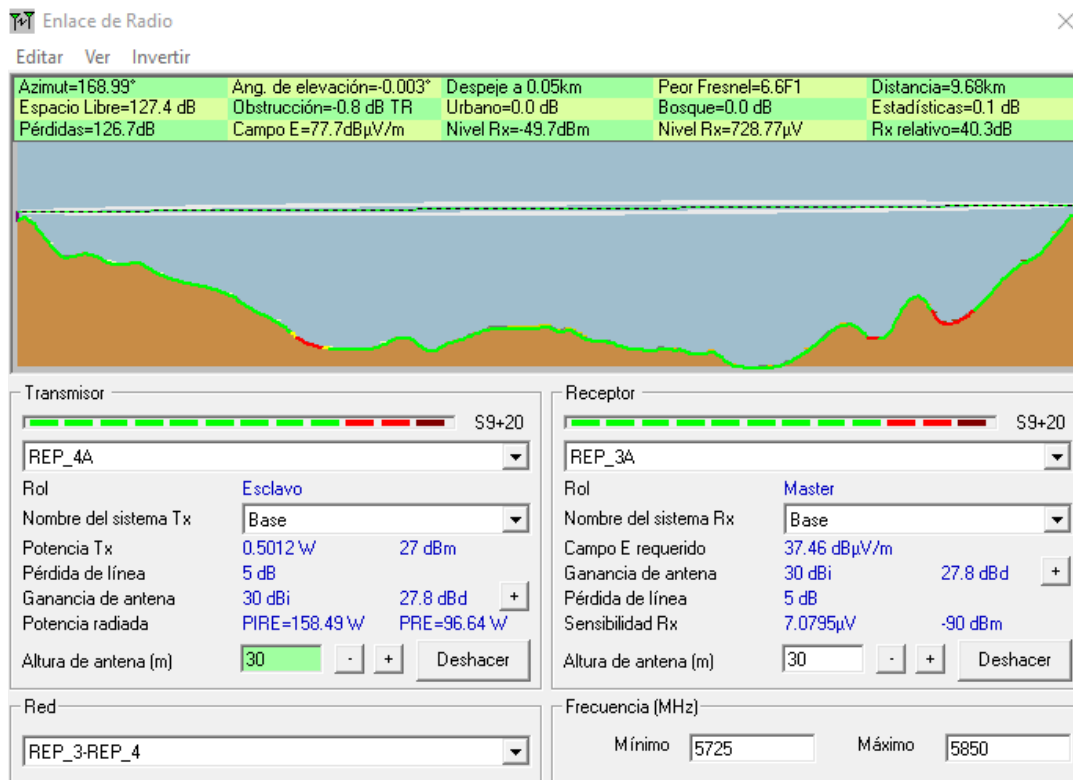 Enlace de Radio
Editar Ver Invertir
Azimut=168.99° Ang. de elevación=-0.003° Despeje a 0.05km Peor Fresnel=6.6F1 Distancia=9.68km
Espacio Libre=127.4 dB Obstrucción=-0.8 dB TR Urbano=0.0 dB Bosque=0.0 dB Estadísticas=0.1 dB
Pérdidas=126.7dB Campo E=77.7dBµV/m Nivel Rx=-49.7dBm Nivel Rx=728.77µV Rx relativo=40.3dB
Transmisor
S9+20
REP_4A
Rol Esclavo
Nombre del sistema Tx Base
Potencia Tx 0.5012 W 27 dBm
Pérdida de línea 5 dB
Ganancia de antena 30 dBi 27.8 dBd +
Potencia radiada PIRE=158.49 W PRE=96.64 W
Altura de antena (m) 30 - + Deshacer
Receptor
S9+20
REP_3A
Rol Master
Nombre del sistema Rx Base
Campo E requerido 37.46 dBµV/m
Ganancia de antena 30 dBi 27.8 dBd +
Pérdida de línea 5 dB
Sensibilidad Rx 7.0795µV -90 dBm
Altura de antena (m) 30 - + Deshacer
Red
REP_3-REP_4
Frecuencia (MHz)
Mínimo 5725 Máximo 5850